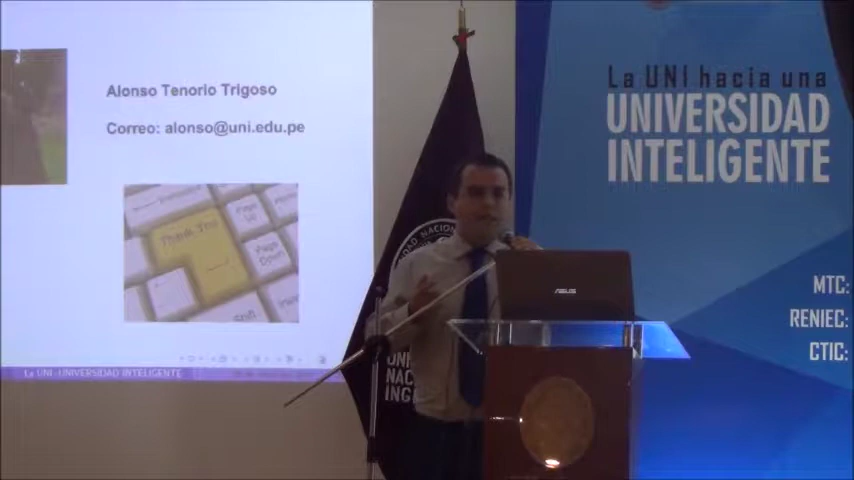 Alonso Tenorio Trigoso
Correo: alonso@uni.edu.pe
Thank You
Page
Up
Page
Down
Shift
La UNI -UNIVERSIDAD INTELIGENTE
La UNI hacia una
UNIVERSIDAD
INTELIGENTE
MTC:
RENIEC:
CTIC: